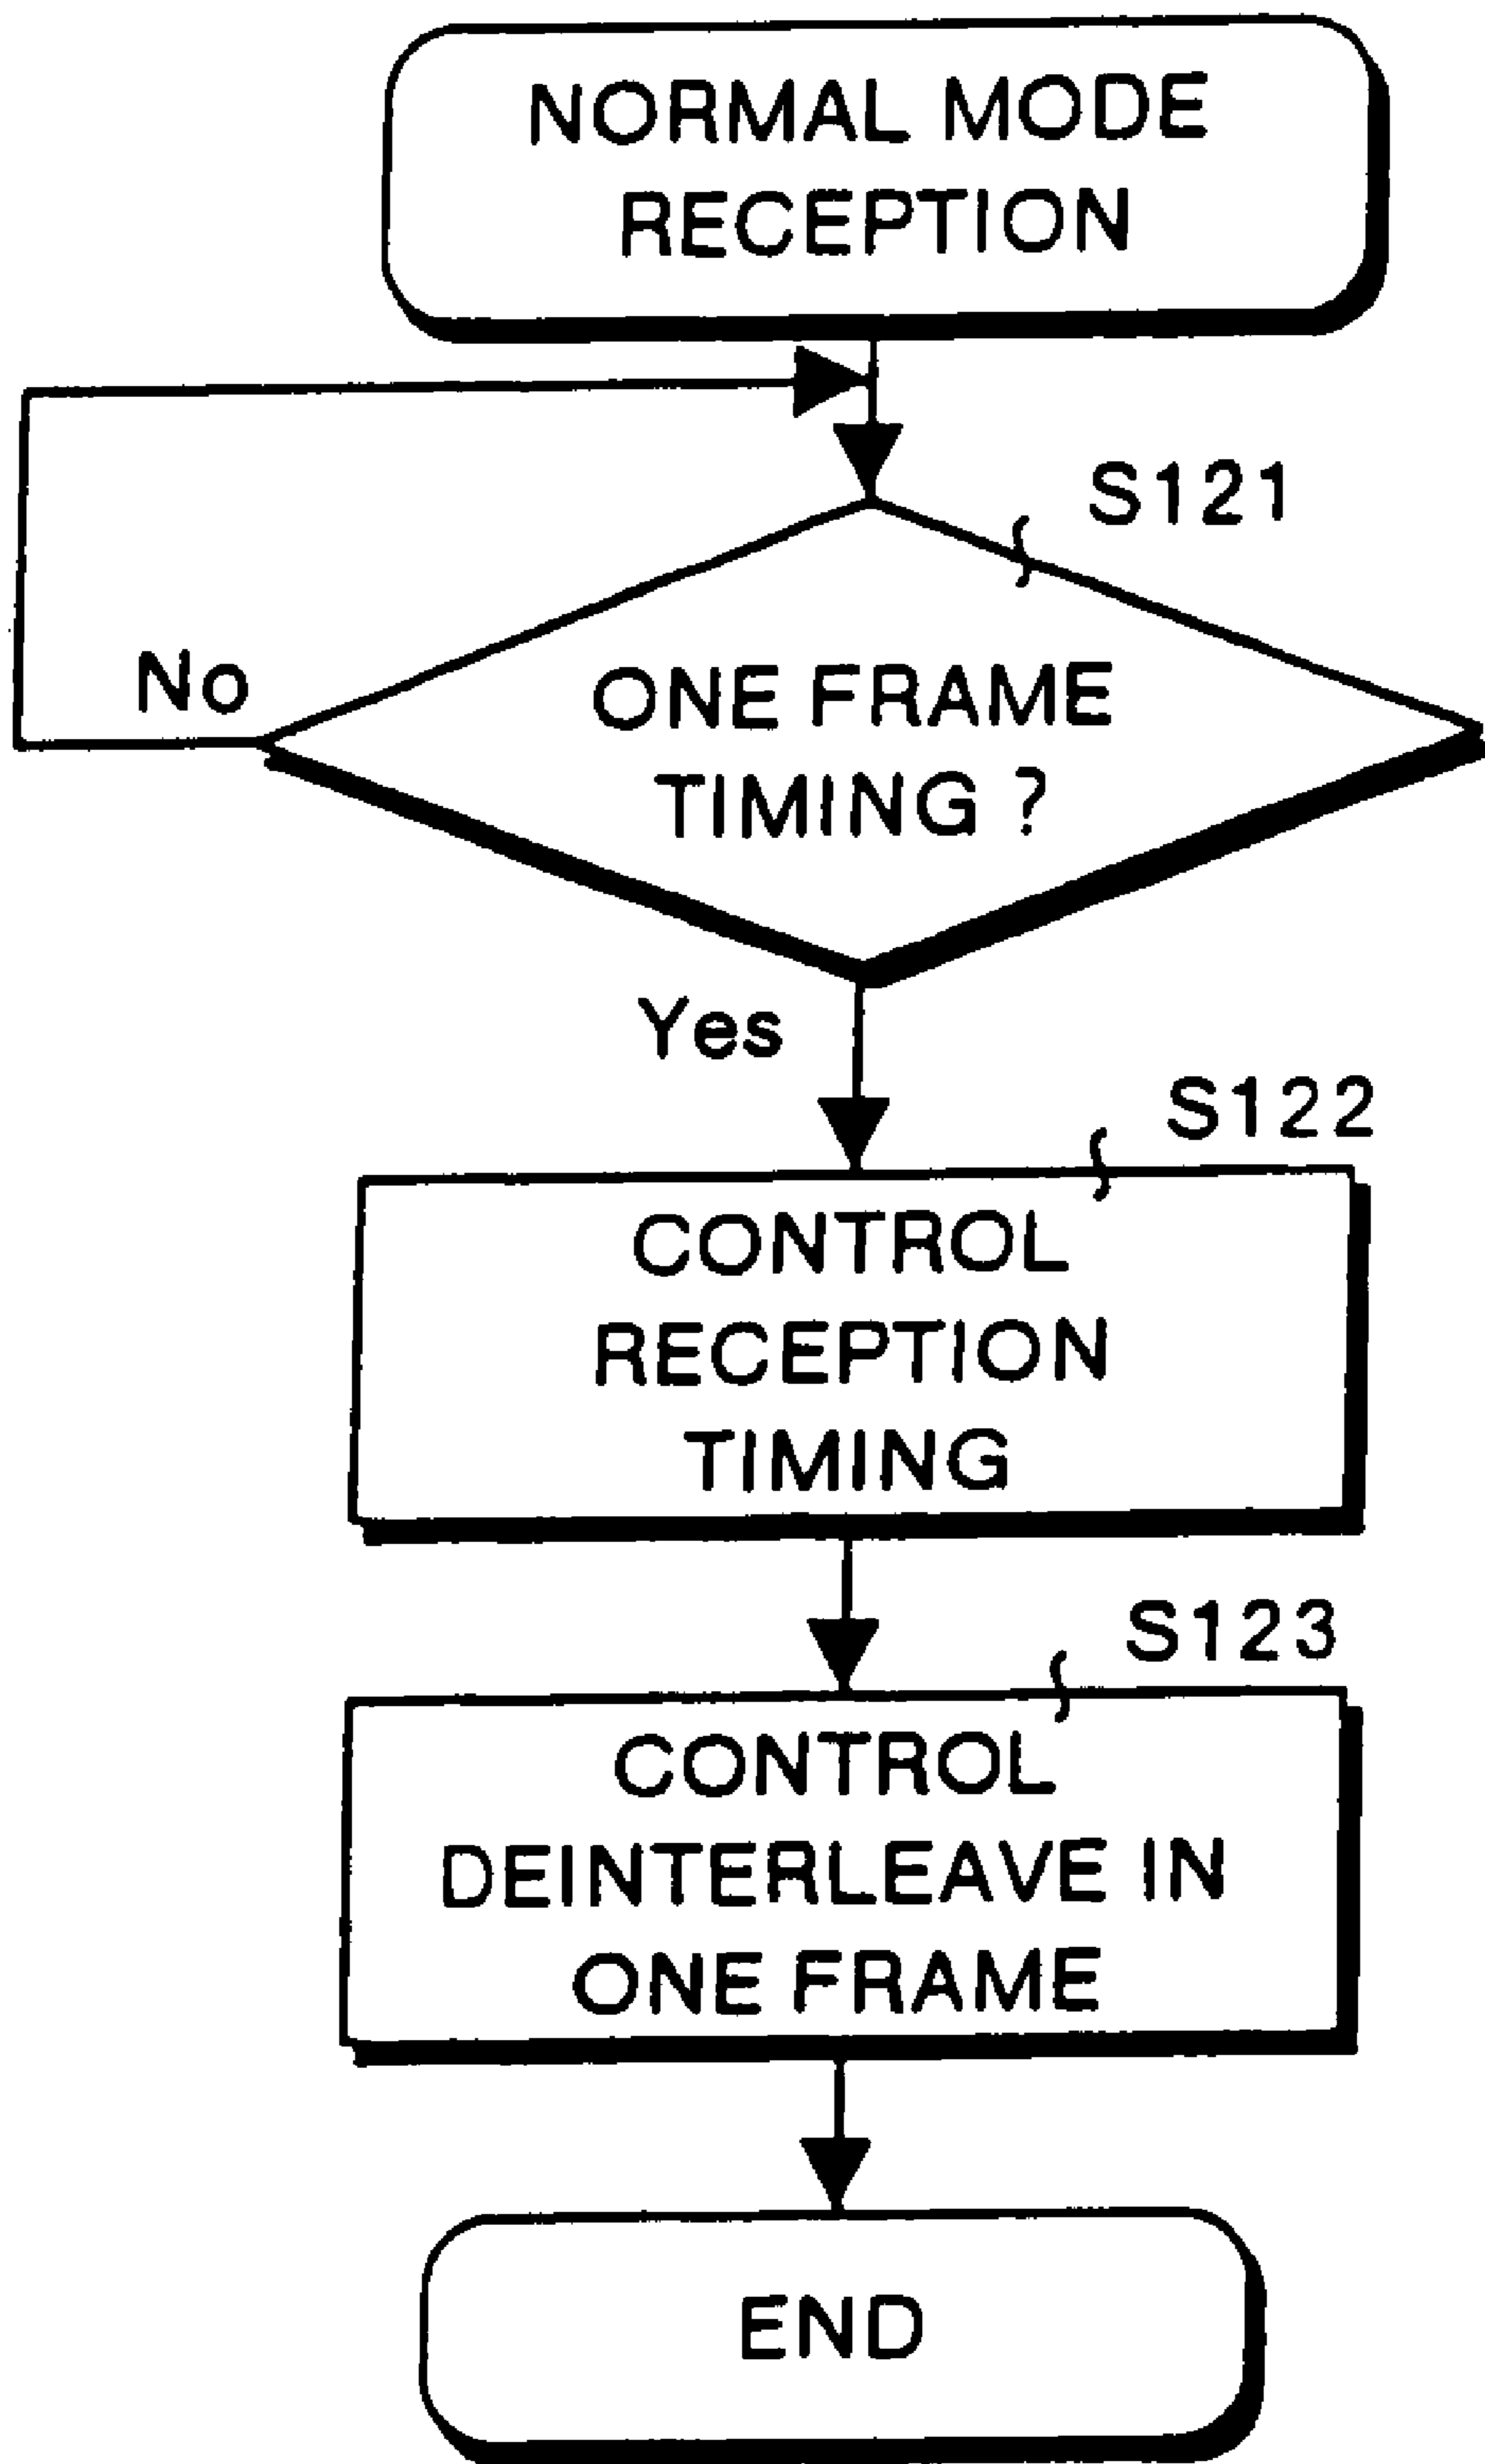 NORMAL MODE
RECEPTION
S121
No
ONE FRAME
TIMING ?
Yes
S122
CONTROL
RECEPTION
TIMING
S123
CONTROL
DEINTERLEAVE IN
ONE FRAME
END